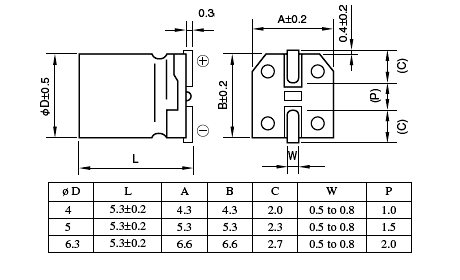 0.3
A±0.2
0.4±0.2
⊕
(C)
ΦD±0.5
B±0.2
(P)
⊖
(C)
L
W
ΦD L A B C W P
4 5.3±0.2 4.3 4.3 2.0 0.5 to 0.8 1.0
5 5.3±0.2 5.3 5.3 2.3 0.5 to 0.8 1.5
6.3 5.3±0.2 6.6 6.6 2.7 0.5 to 0.8 2.0